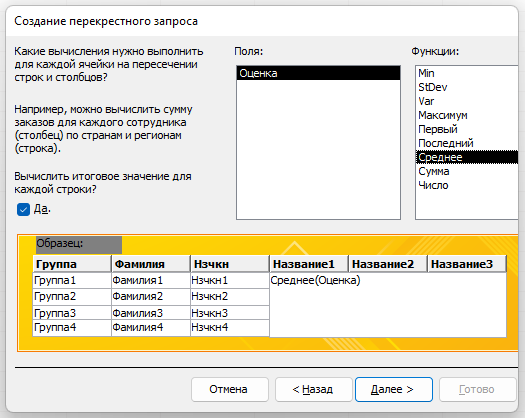 Создание перекрестного запроса
Какие вычисления нужно выполнить
для каждой ячейки на пересечении
строк и столбцов?
Например, можно вычислить сумму
заказов для каждого сотрудника
(столбец) по странам и регионам
(строка).
Вычислить итоговое значение для
каждой строки?
Да.
Поля:
Оценка
Функции:
Min
StDev
Var
Максимум
Первый
Последний
Среднее
Сумма
Число
Образец:
Группа Фамилия Нзчкн Название1 Название2 Название3
Группа1 Фамилия1 Нзчкн1 Среднее(Оценка)
Группа2 Фамилия2 Нзчкн2
Группа3 Фамилия3 Нзчкн3
Группа4 Фамилия4 Нзчкн4
Отмена < Назад Далее > Готово